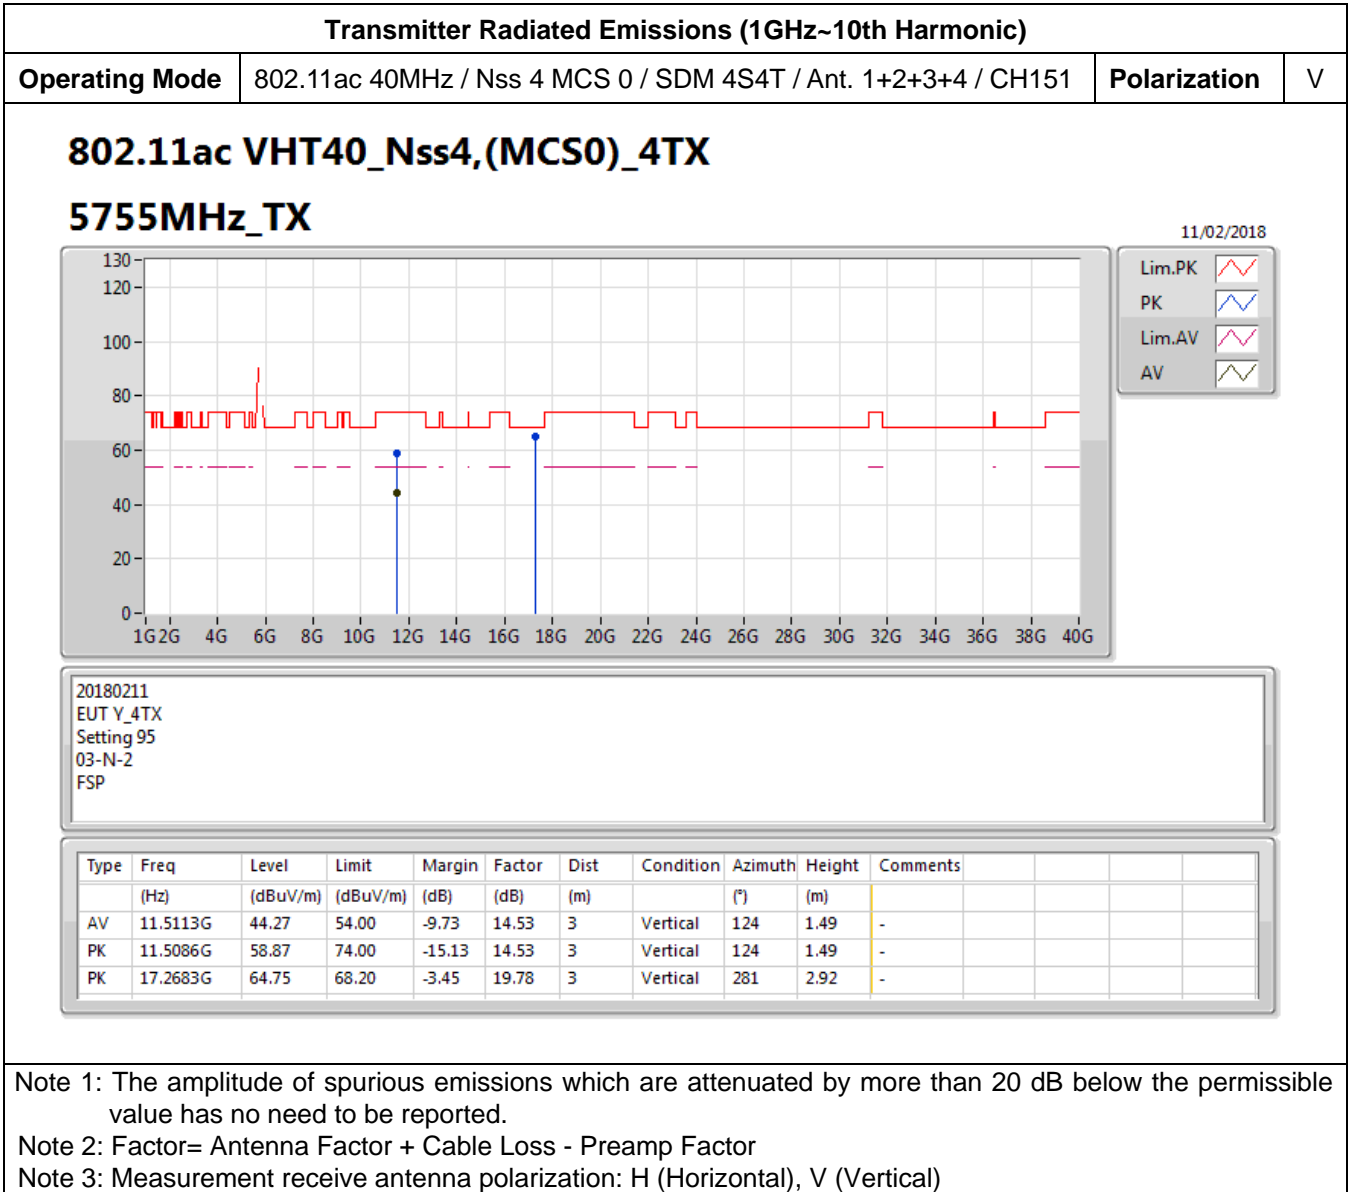 Transmitter Radiated Emissions (1GHz~10th Harmonic)
Operating Mode 802.11ac 40MHz / Nss 4 MCS 0 / SDM 4S4T / Ant. 1+2+3+4 / CH151 Polarization V
802.11ac VHT40_Nss4,(MCS0)_4TX
5755MHz_TX
11/02/2018
130
120
100
80
60
40
20
0
1G 2G 4G 6G 8G 10G 12G 14G 16G 18G 20G 22G 24G 26G 28G 30G 32G 34G 36G 38G 40G
Lim.PK
PK
Lim.AV
AV
20180211
EUT Y_4TX
Setting 95
03-N-2
FSP
Type Freq Level Limit Margin Factor Dist Condition Azimuth Height Comments
(Hz) (dBuV/m) (dBuV/m) (dB) (dB) (m) (°) (m)
AV 11.5113G 44.27 54.00 -9.73 14.53 3 Vertical 124 1.49 -
PK 11.5086G 58.87 74.00 -15.13 14.53 3 Vertical 124 1.49 -
PK 17.2683G 64.75 68.20 -3.45 19.78 3 Vertical 281 2.92 -
Note 1: The amplitude of spurious emissions which are attenuated by more than 20 dB below the permissible
value has no need to be reported.
Note 2: Factor= Antenna Factor + Cable Loss - Preamp Factor
Note 3: Measurement receive antenna polarization: H (Horizontal), V (Vertical)